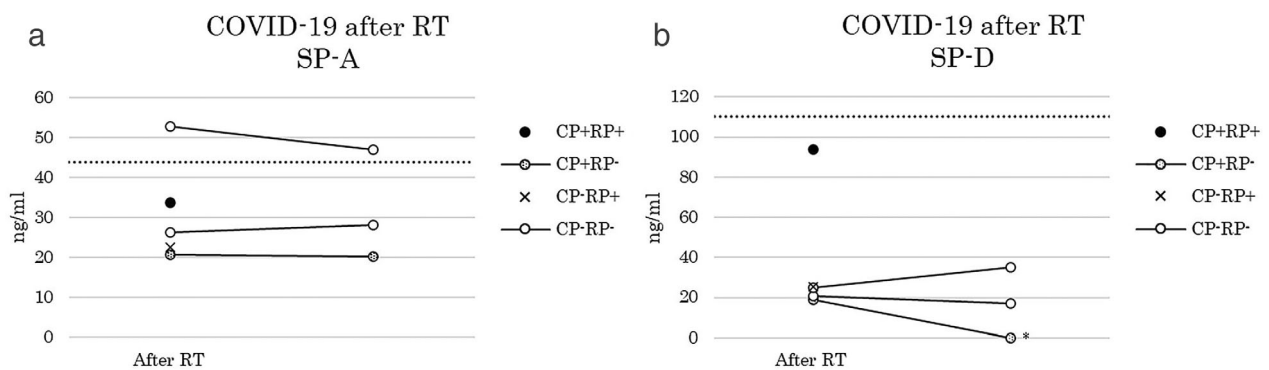 a
COVID-19 after RT
SP-A
60
50
40
30
20
10
0
ng/ml
After RT
CP+RP+
CP+RP-
CP-RP+
CP-RP-
b
COVID-19 after RT
SP-D
120
100
80
60
40
20
0
ng/ml
*
After RT
CP+RP+
CP+RP-
CP-RP+
CP-RP-